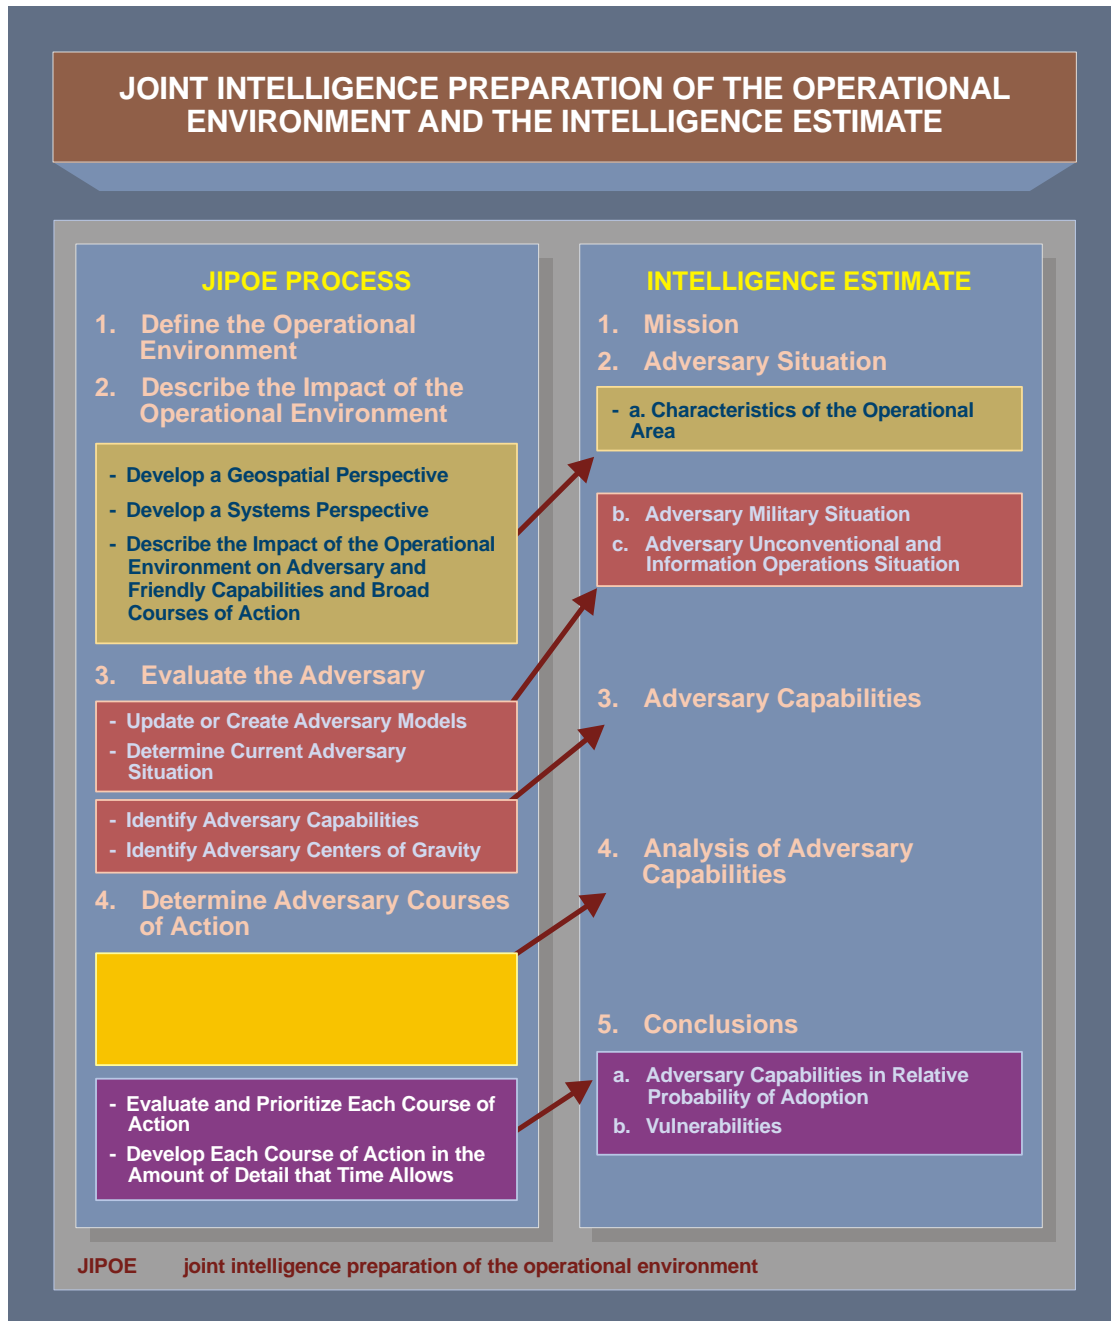 JOINT INTELLIGENCE PREPARATION OF THE OPERATIONAL
ENVIRONMENT AND THE INTELLIGENCE ESTIMATE
JIPOE PROCESS
1. Define the Operational
Environment
2. Describe the Impact of the
Operational Environment
- Develop a Geospatial Perspective
- Develop a Systems Perspective
- Describe the Impact of the Operational
Environment on Adversary and
Friendly Capabilities and Broad
Courses of Action
3. Evaluate the Adversary
- Update or Create Adversary Models
- Determine Current Adversary
Situation
- Identify Adversary Capabilities
- Identify Adversary Centers of Gravity
4. Determine Adversary Courses
of Action
- Evaluate and Prioritize Each Course of
Action
- Develop Each Course of Action in the
Amount of Detail that Time Allows
INTELLIGENCE ESTIMATE
1. Mission
2. Adversary Situation
- a. Characteristics of the Operational
Area
b. Adversary Military Situation
c. Adversary Unconventional and
Information Operations Situation
3. Adversary Capabilities
4. Analysis of Adversary
Capabilities
5. Conclusions
a. Adversary Capabilities in Relative
Probability of Adoption
b. Vulnerabilities
JIPOE joint intelligence preparation of the operational environment